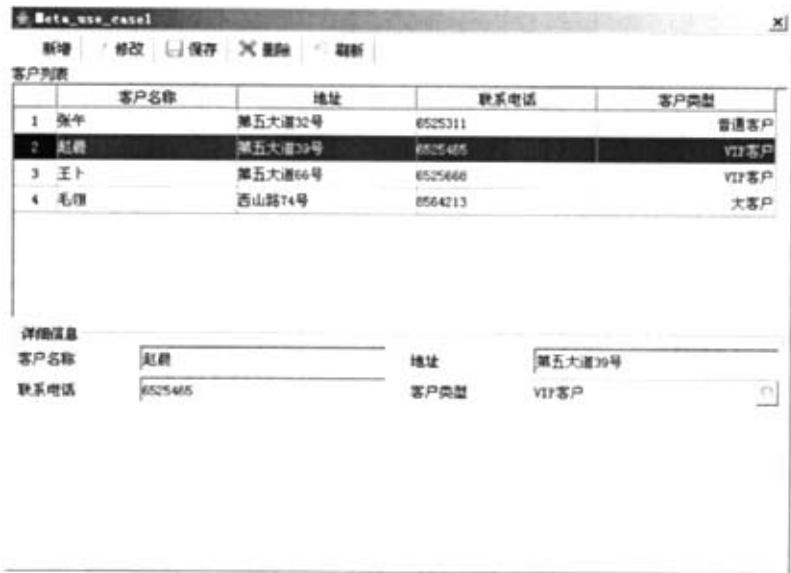 Meta_use_case1
新增 修改 保存 删除 刷新
客户列表
客户名称 地址 联系电话 客户类型
1 张午 第五大道32号 6525311 普通客户
2 赵 第五大道39号 6525465 VIP客户
3 王卜 第五大道66号 6525668 VIP客户
4 毛翎 西山路74号 8564213 大客户
详细信息
客户名称 赵 地址 第五大道39号
联系电话 6525465 客户类型 VIP客户